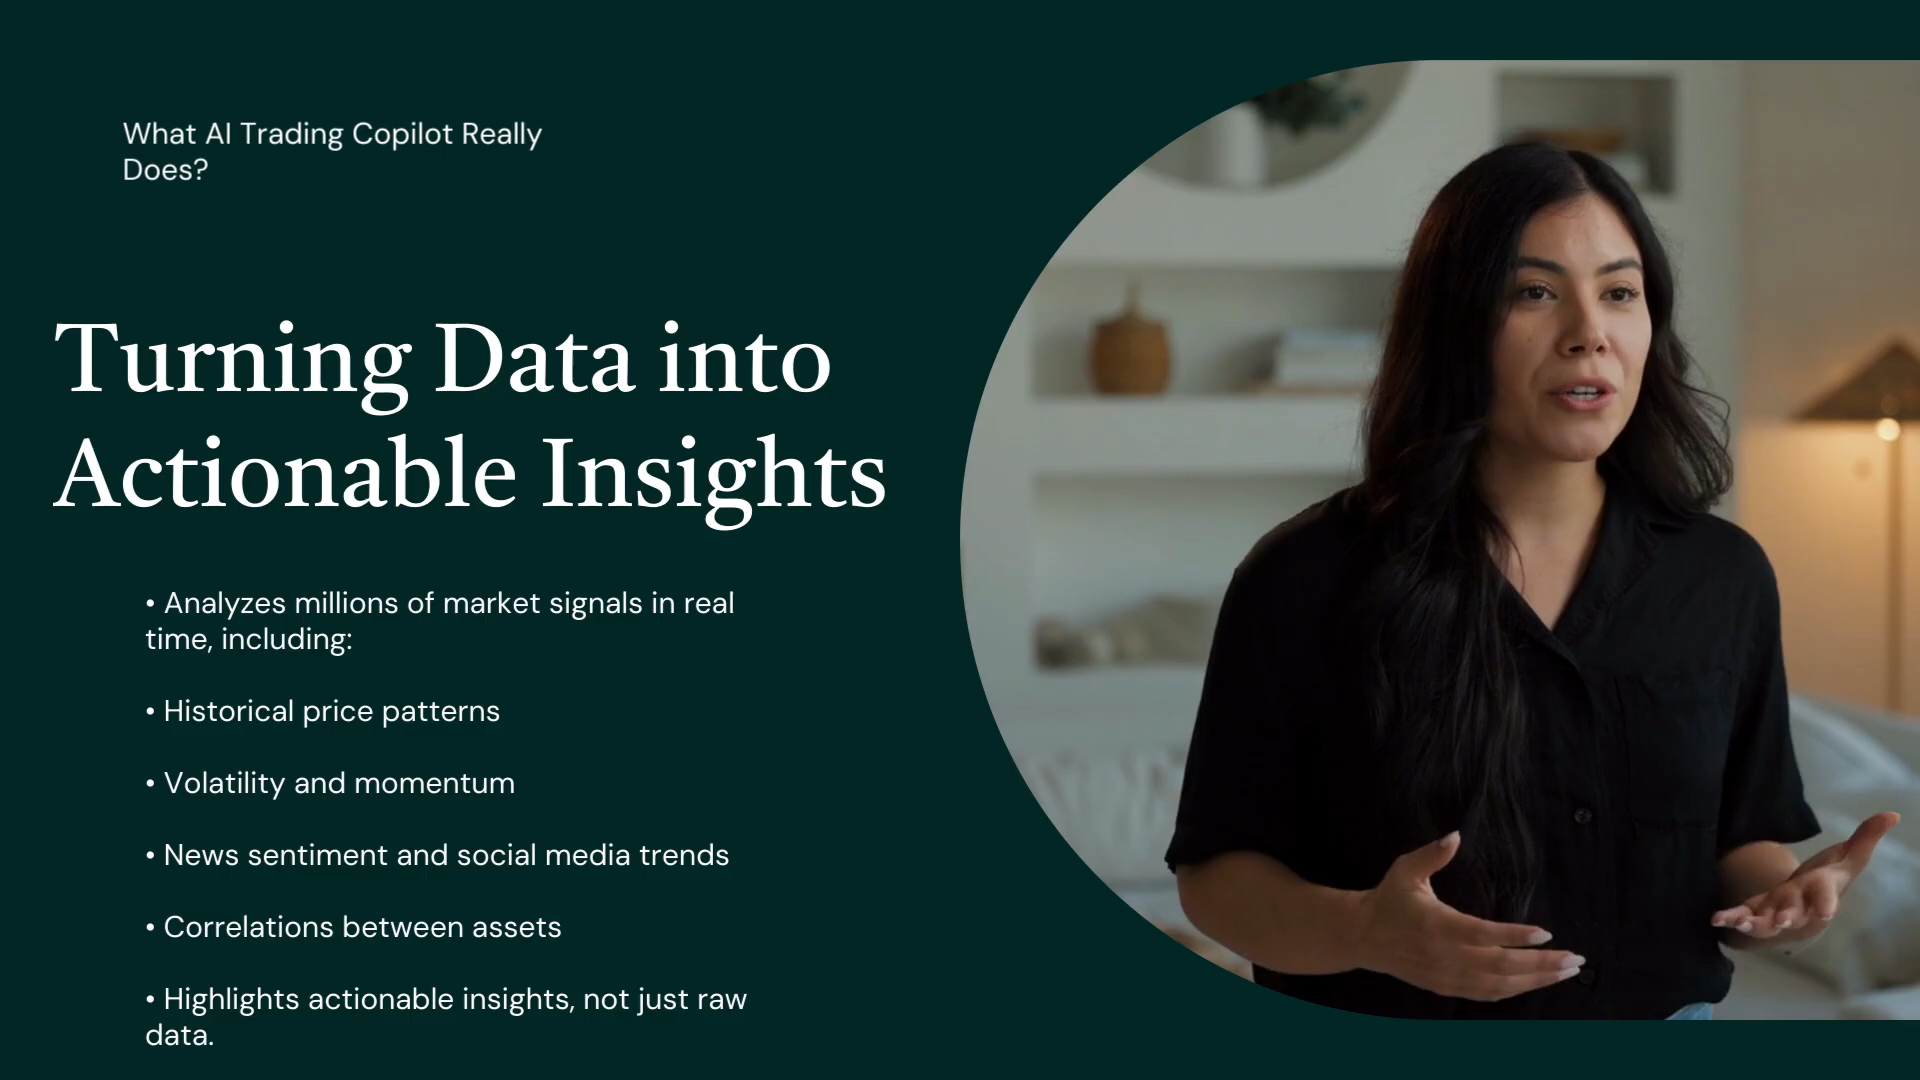 What AI Trading Copilot Really
Does?
Turning Data into
Actionable Insights
• Analyzes millions of market signals in real
time, including:
• Historical price patterns
• Volatility and momentum
• News sentiment and social media trends
• Correlations between assets
• Highlights actionable insights, not just raw
data.